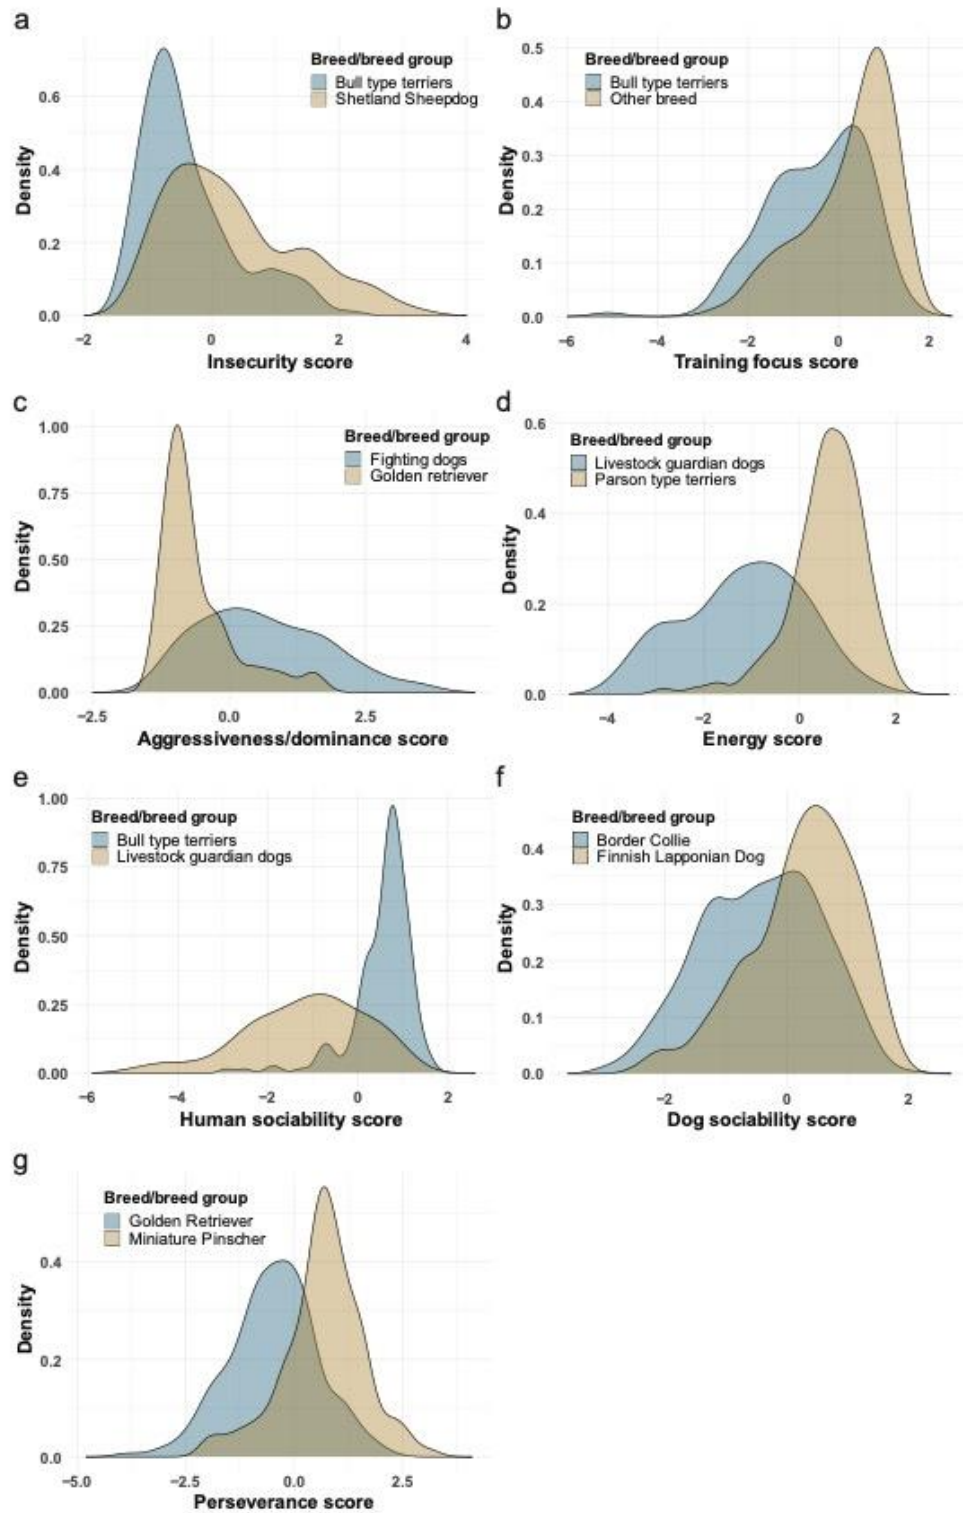 a
Breed/breed group
Bull type terriers
Shetland Sheepdog
Density
0.6
0.4
0.2
0.0
−2
0
2
4
Insecurity score
b
Breed/breed group
Bull type terriers
Other breed
Density
0.5
0.4
0.3
0.2
0.1
0.0
−6
−4
−2
0
2
Training focus score
c
Breed/breed group
Fighting dogs
Golden retriever
Density
1.00
0.75
0.50
0.25
0.00
−2.5
0.0
2.5
Aggressiveness/dominance score
d
Breed/breed group
Livestock guardian dogs
Parson type terriers
Density
0.6
0.4
0.2
0.0
−4
−2
0
2
Energy score
e
Breed/breed group
Bull type terriers
Livestock guardian dogs
Density
1.00
0.75
0.50
0.25
0.00
−6
−4
−2
0
2
Human sociability score
f
Breed/breed group
Border Collie
Finnish Lapponian Dog
Density
0.4
0.3
0.2
0.1
0.0
−2
0
2
Dog sociability score
g
Breed/breed group
Golden Retriever
Miniature Pinscher
Density
0.4
0.2
0.0
−5.0
−2.5
0.0
2.5
Perseverance score